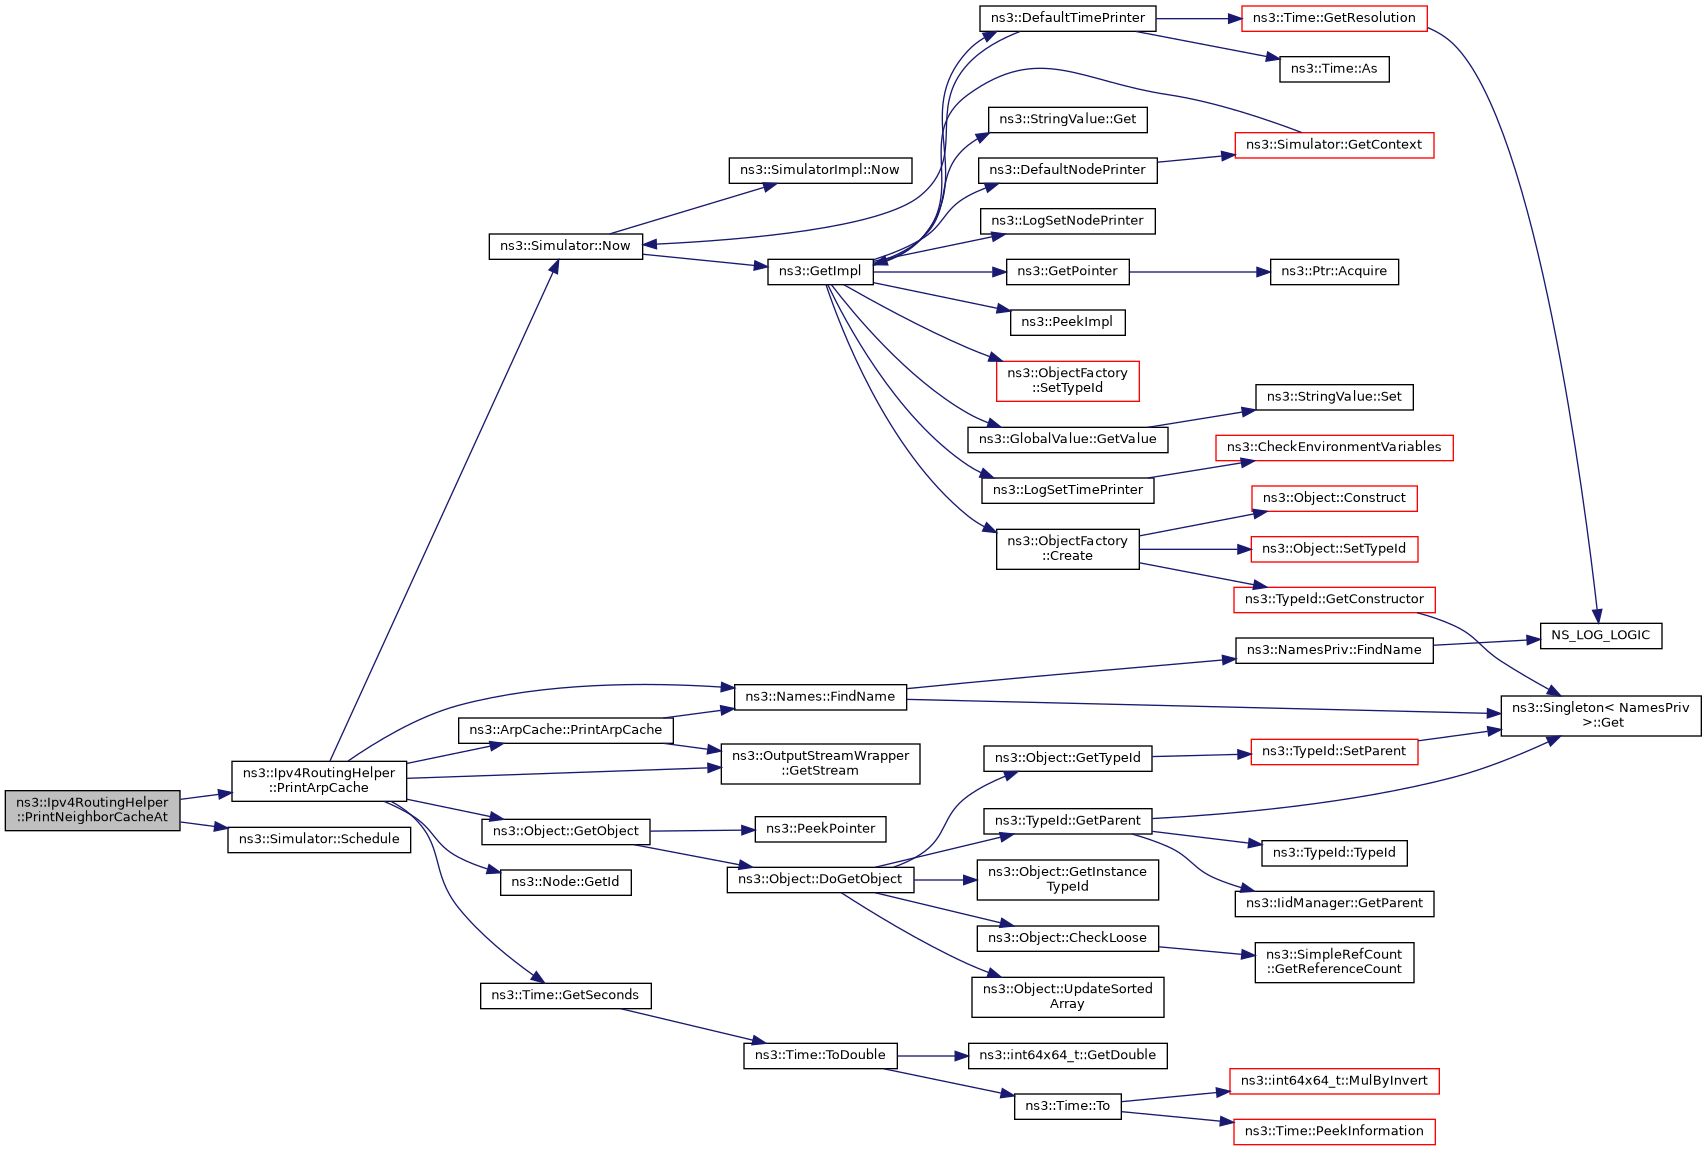 ns3::Ipv4RoutingHelper
::PrintNeighborCacheAt
ns3::Ipv4RoutingHelper
::PrintArpCache
ns3::Simulator::Schedule
ns3::Simulator::Now
ns3::ArpCache::PrintArpCache
ns3::Object::GetObject
ns3::Node::GetId
ns3::Time::GetSeconds
ns3::SimulatorImpl::Now
ns3::GetImpl
ns3::Names::FindName
ns3::OutputStreamWrapper
::GetStream
ns3::PeekPointer
ns3::Object::DoGetObject
ns3::Time::ToDouble
ns3::DefaultTimePrinter
ns3::StringValue::Get
ns3::DefaultNodePrinter
ns3::LogSetNodePrinter
ns3::GetPointer
ns3::PeekImpl
ns3::ObjectFactory
::SetTypeId
ns3::GlobalValue::GetValue
ns3::LogSetTimePrinter
ns3::ObjectFactory
::Create
ns3::Object::GetTypeId
ns3::TypeId::GetParent
ns3::Object::GetInstance
TypeId
ns3::Object::CheckLoose
ns3::Object::UpdateSorted
Array
ns3::int64x64_t::GetDouble
ns3::Time::To
ns3::Time::GetResolution
ns3::Time::As
ns3::Simulator::GetContext
ns3::Ptr::Acquire
ns3::StringValue::Set
ns3::CheckEnvironmentVariables
ns3::Object::Construct
ns3::Object::SetTypeId
ns3::TypeId::GetConstructor
ns3::NamesPriv::FindName
ns3::TypeId::SetParent
ns3::TypeId::TypeId
ns3::IidManager::GetParent
ns3::SimpleRefCount
::GetReferenceCount
ns3::int64x64_t::MulByInvert
ns3::Time::PeekInformation
NS_LOG_LOGIC
ns3::Singleton< NamesPriv
>::Get